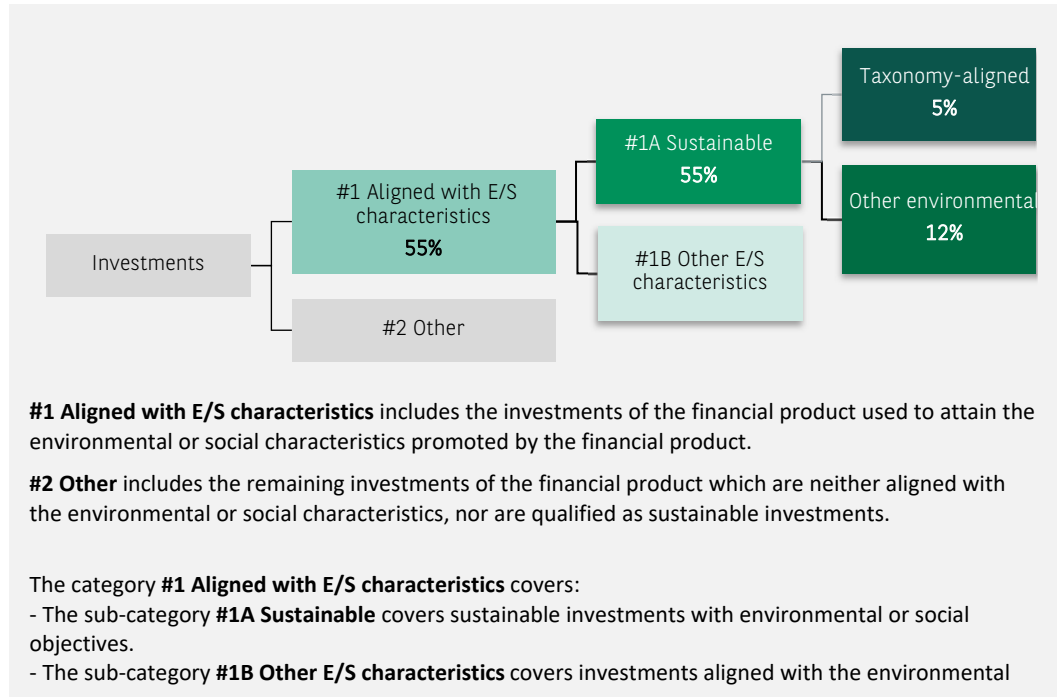 Taxonomy-aligned
5%
#1A Sustainable
55%
#1 Aligned with E/S
characteristics
55%
Other environmental
12%
Investments
#1B Other E/S
characteristics
#2 Other
#1 Aligned with E/S characteristics includes the investments of the financial product used to attain the
environmental or social characteristics promoted by the financial product.
#2 Other includes the remaining investments of the financial product which are neither aligned with
the environmental or social characteristics, nor are qualified as sustainable investments.
The category #1 Aligned with E/S characteristics covers:
- The sub-category #1A Sustainable covers sustainable investments with environmental or social
objectives.
- The sub-category #1B Other E/S characteristics covers investments aligned with the environmental